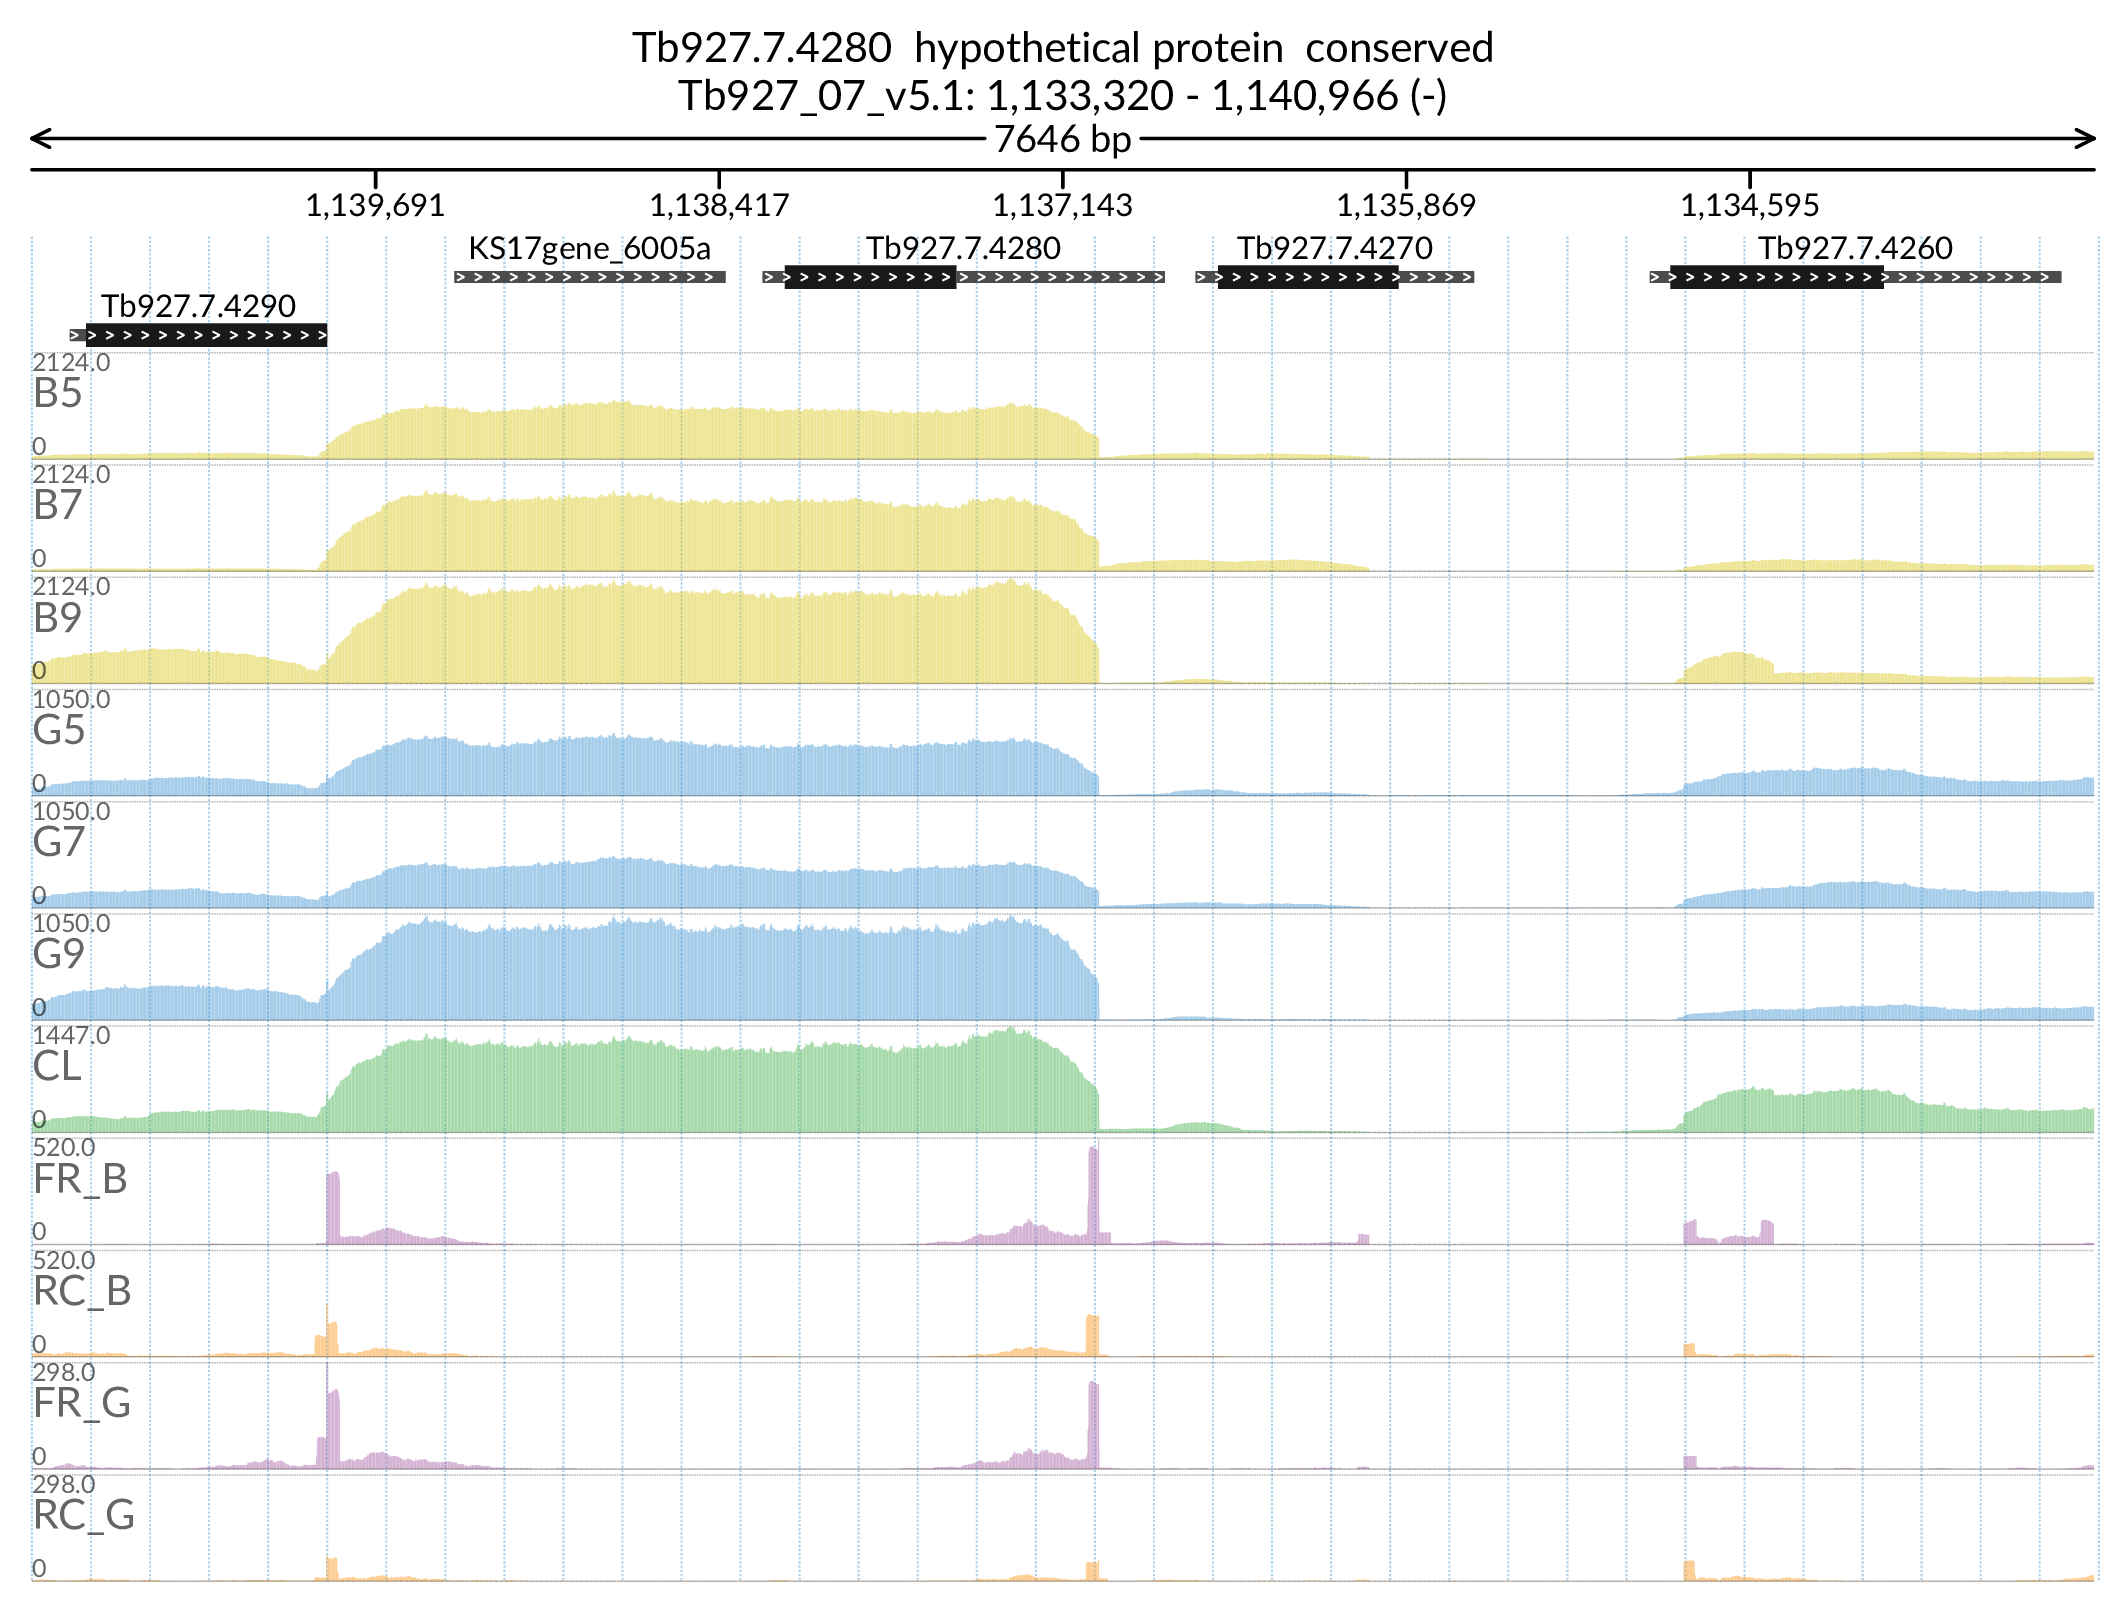 Tb927.7.4280  hypothetical protein  conserved
Tb927_07_v5.1: 1,133,320 - 1,140,966 (-)
7646 bp
1,139,691 1,138,417 1,137,143 1,135,869 1,134,595
KS17gene_6005a Tb927.7.4280 Tb927.7.4270 Tb927.7.4260
Tb927.7.4290
2124.0
B5
0
2124.0
B7
0
2124.0
B9
0
1050.0
G5
0
1050.0
G7
0
1050.0
G9
0
1447.0
CL
0
520.0
FR_B
0
520.0
RC_B
0
298.0
FR_G
0
298.0
RC_G
0